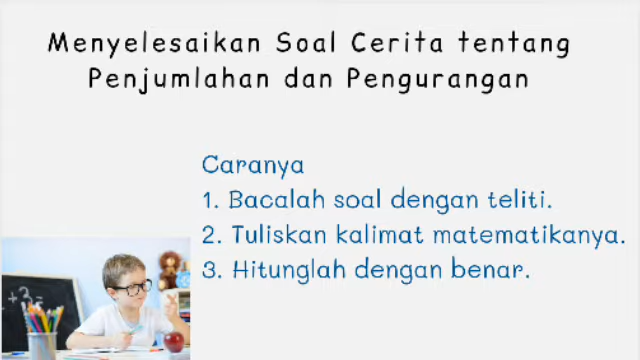 Menyelesaikan Soal Cerita tentang
Penjumlahan dan Pengurangan
Caranya
1. Bacalah soal dengan teliti.
2. Tuliskan kalimat matematikanya.
3. Hitunglah dengan benar.
+3=